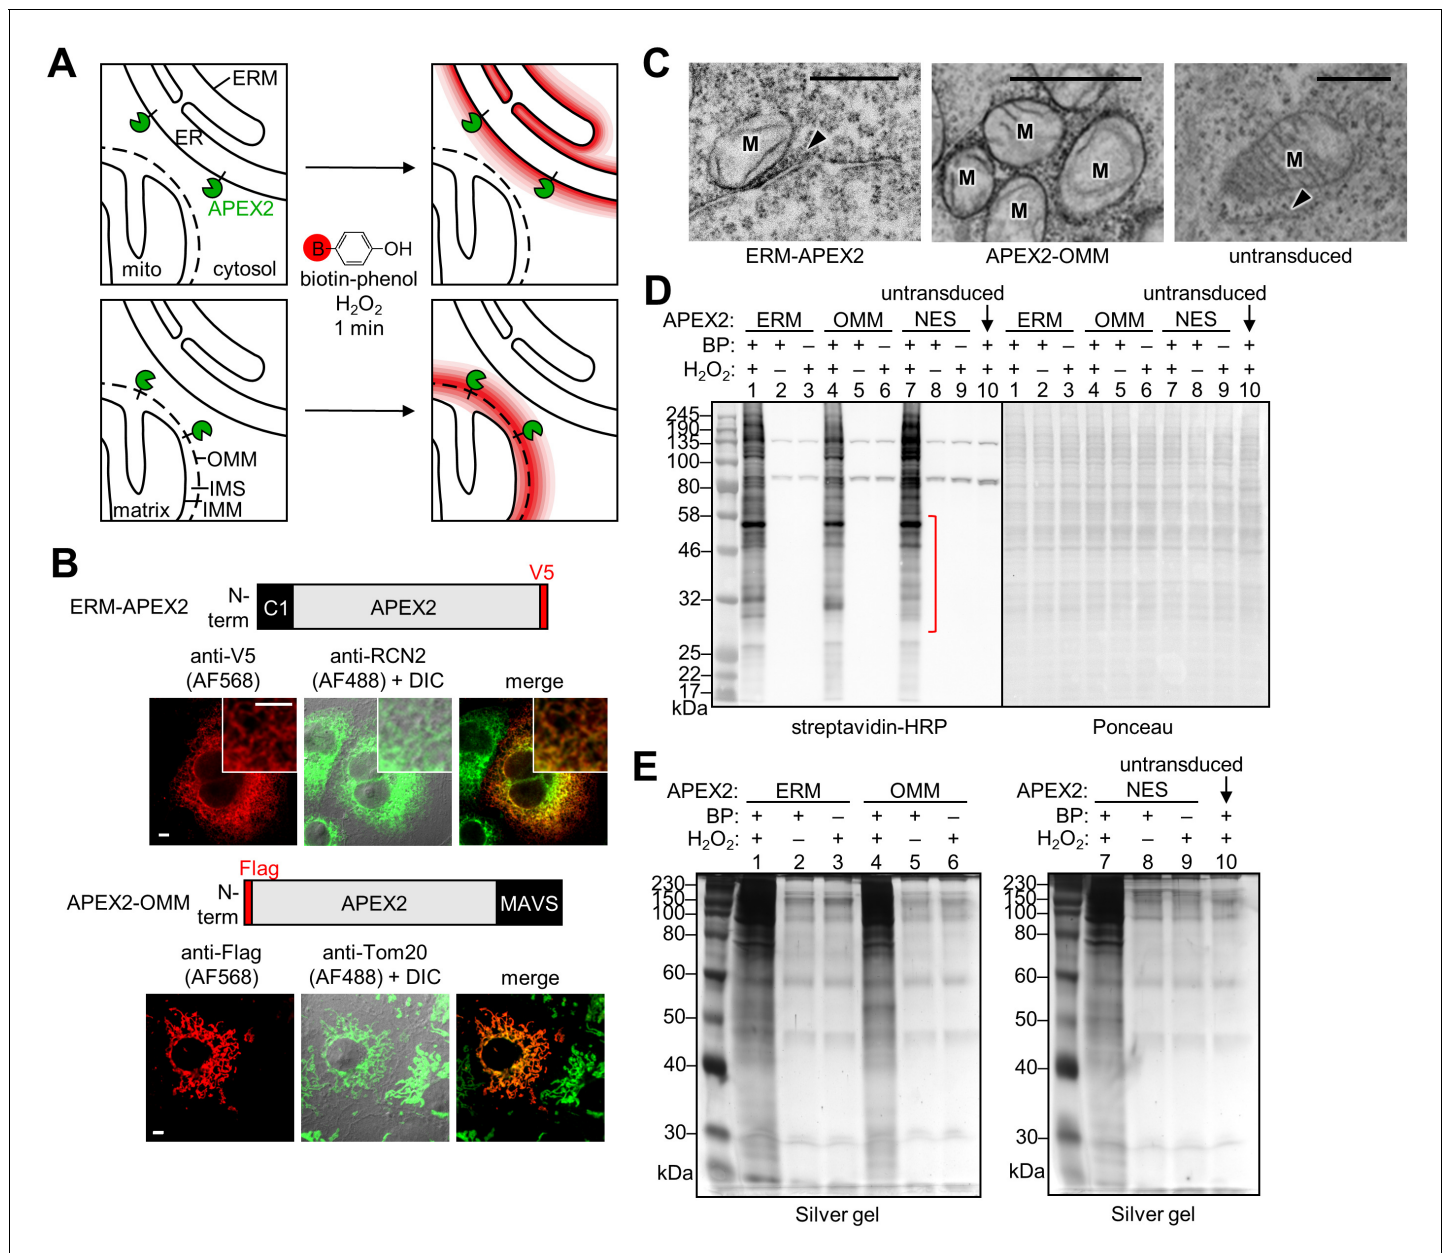 A
ERM
ER
APEX2
mito
cytosol
B
OH
biotin-phenol
H₂O₂
1 min
OMM
IMS
IMM
matrix
B
ERM-APEX2
N-
term
C1
APEX2
V5
anti-V5
(AF568)
anti-RCN2
(AF488) + DIC
merge
Flag
APEX2-OMM
N-
term
APEX2
MAVS
anti-Flag
(AF568)
anti-Tom20
(AF488) + DIC
merge
C
M
M
M
M
M
M
ERM-APEX2
APEX2-OMM
untransduced
D
untransduced
untransduced
APEX2: ERM OMM NES ERM OMM NES
BP: + + – + + – + + – + + + – + + – + + – +
H₂O₂: + – + + – + + – + + + – + + – + + – + +
1 2 3 4 5 6 7 8 9 10 1 2 3 4 5 6 7 8 9 10
245
190
135
100
80
58
46
32
25
22
17
kDa
streptavidin-HRP
Ponceau
E
APEX2: ERM OMM
BP: + + – + + –
H₂O₂: + – + + – +
1 2 3 4 5 6
230
150
100
80
60
50
40
30
kDa
Silver gel
untransduced
APEX2: NES
BP: + + – +
H₂O₂: + – + +
7 8 9 10
230
150
100
80
60
50
40
30
kDa
Silver gel